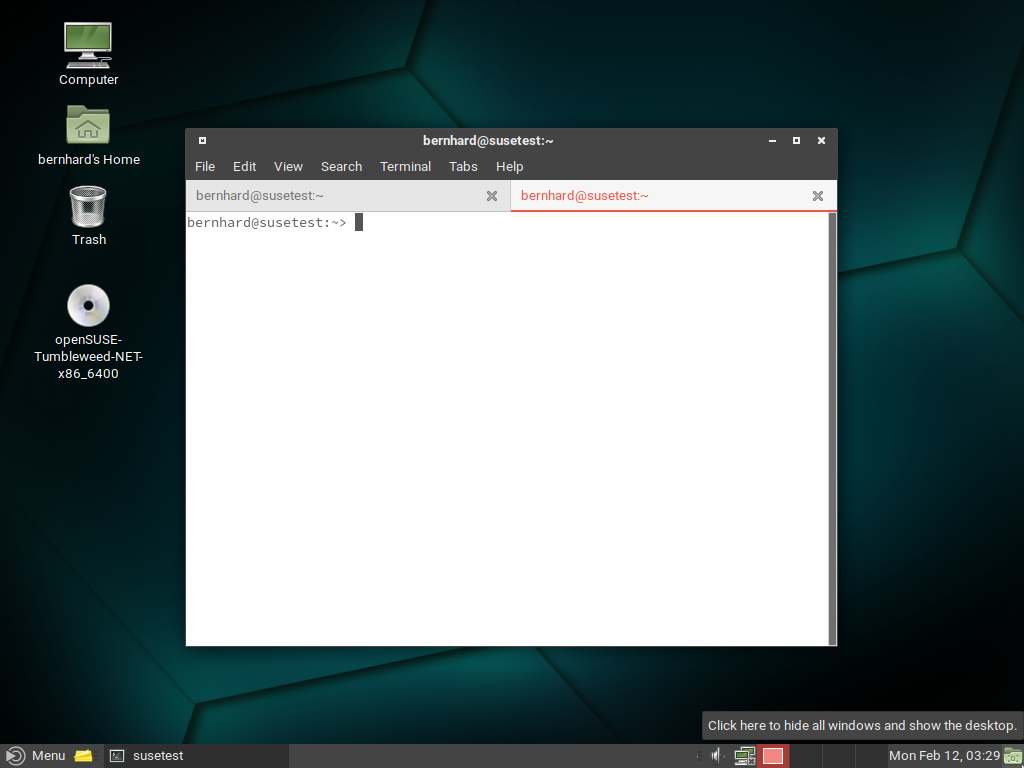 Computer
bernhard's Home
Trash
openSUSE-
Tumbleweed-NET-
x86_6400
bernhard@susetest:~
File Edit View Search Terminal Tabs Help
bernhard@susetest:~ bernhard@susetest:~
bernhard@susetest:~>
Click here to hide all windows and show the desktop.
Menu susetest Mon Feb 12, 03:29